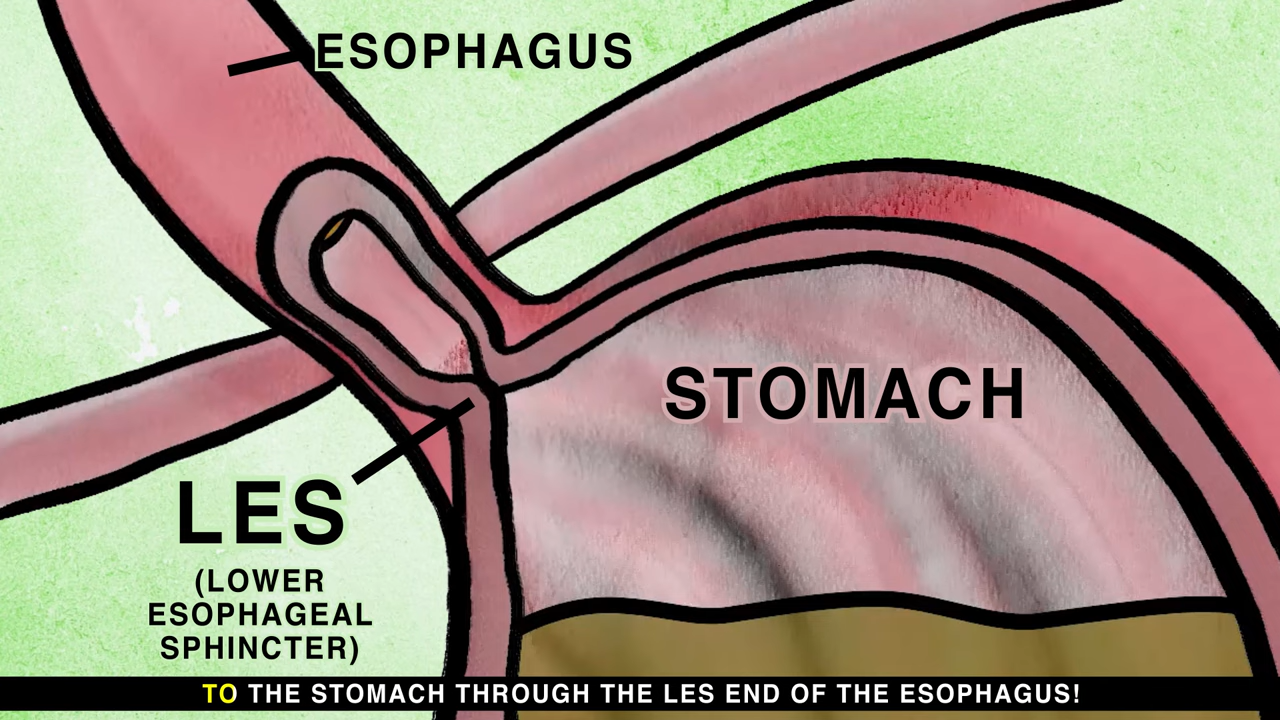 ESOPHAGUS
STOMACH
LES
(LOWER
ESOPHAGEAL
SPHINCTER)
TO THE STOMACH THROUGH THE LES END OF THE ESOPHAGUS!